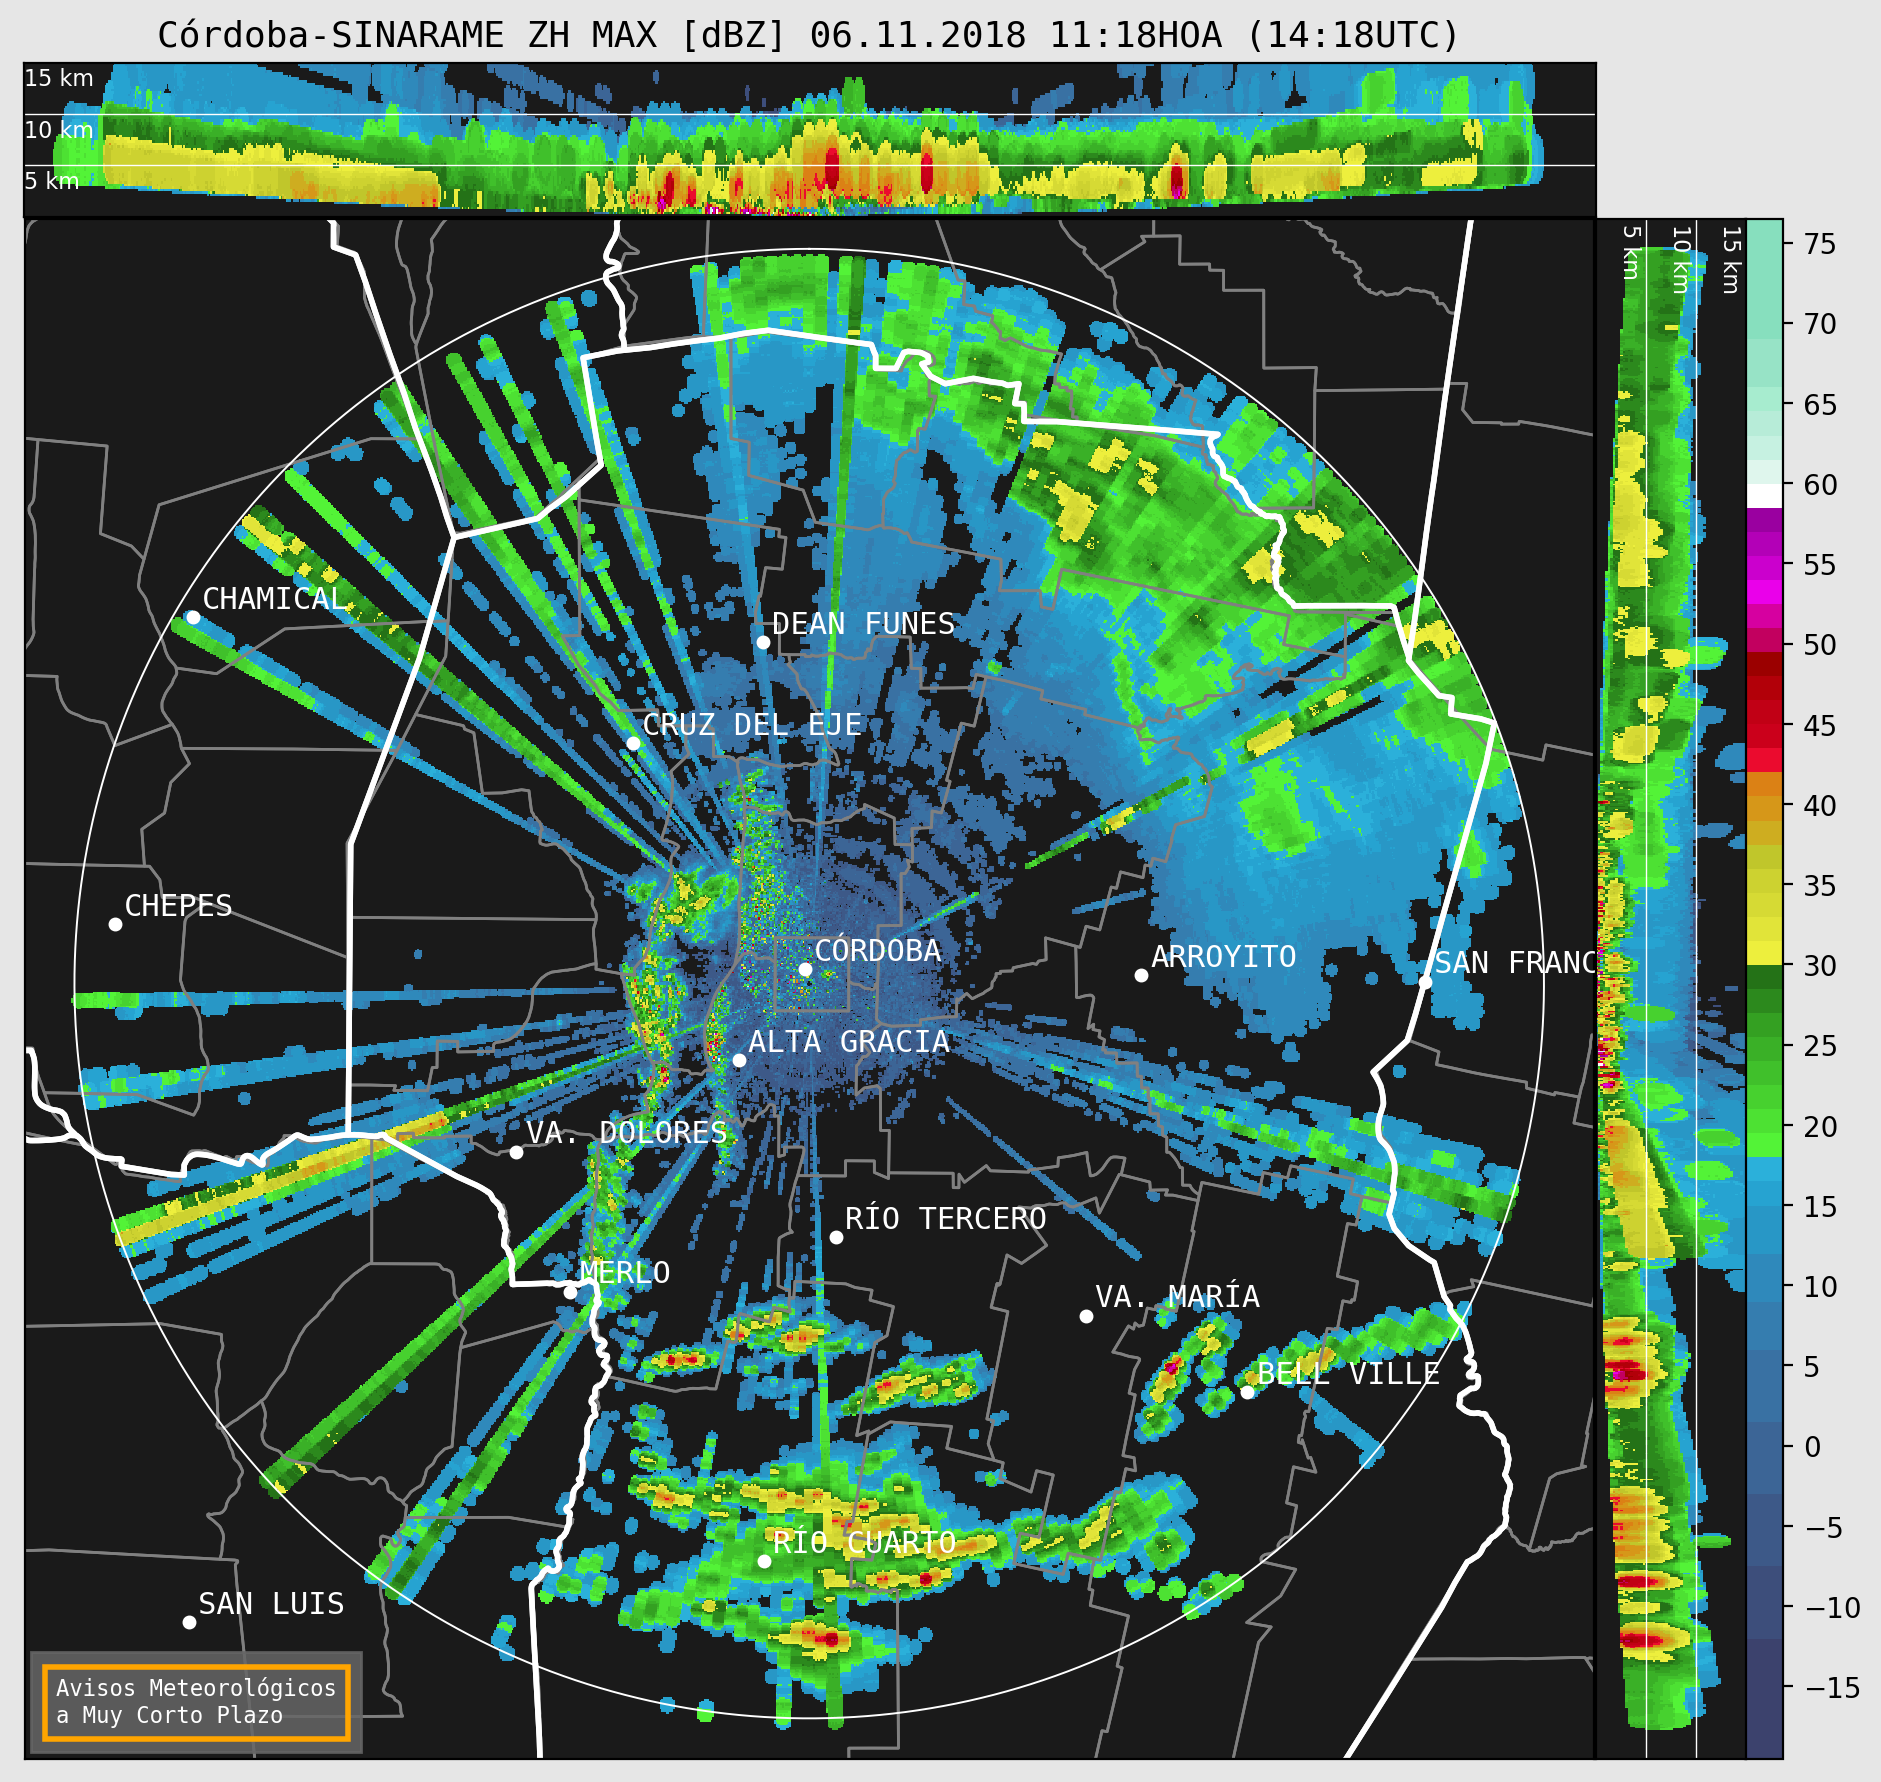 Córdoba-SINARAME ZH MAX [dBZ] 06.11.2018 11:18HOA (14:18UTC)
15 km
10 km
5 km
5 km
10 km
15 km
75
70
65
60
55
50
45
40
35
30
25
20
15
10
5
0
−5
−10
−15
CHAMICAL
DEAN FUNES
CRUZ DEL EJE
CHEPES
CÓRDOBA
ARROYITO
SAN FRANC
ALTA GRACIA
VA. DOLORES
RÍO TERCERO
MERLO
VA. MARÍA
BELL VILLE
RÍO CUARTO
SAN LUIS
Avisos Meteorológicos
a Muy Corto Plazo